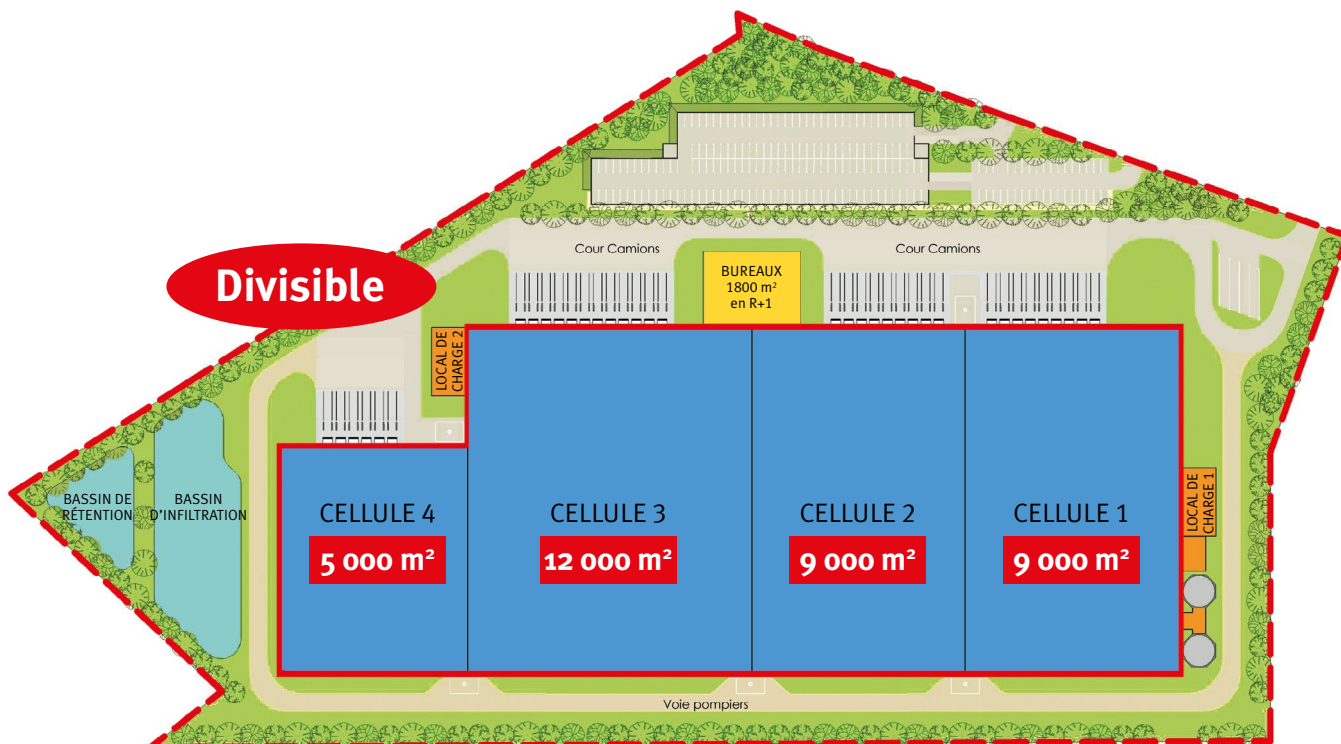 Cour Camions
Cour Camions
Divisible
BUREAUX
1800 m²
en R+1
LOCAL DE
CHARGE 2
BASSIN DE
RÉTENTION
BASSIN
D'INFILTRATION
CELLULE 4
5 000 m²
CELLULE 3
12 000 m²
CELLULE 2
9 000 m²
CELLULE 1
9 000 m²
LOCAL DE
CHARGE 1
Voie pompiers